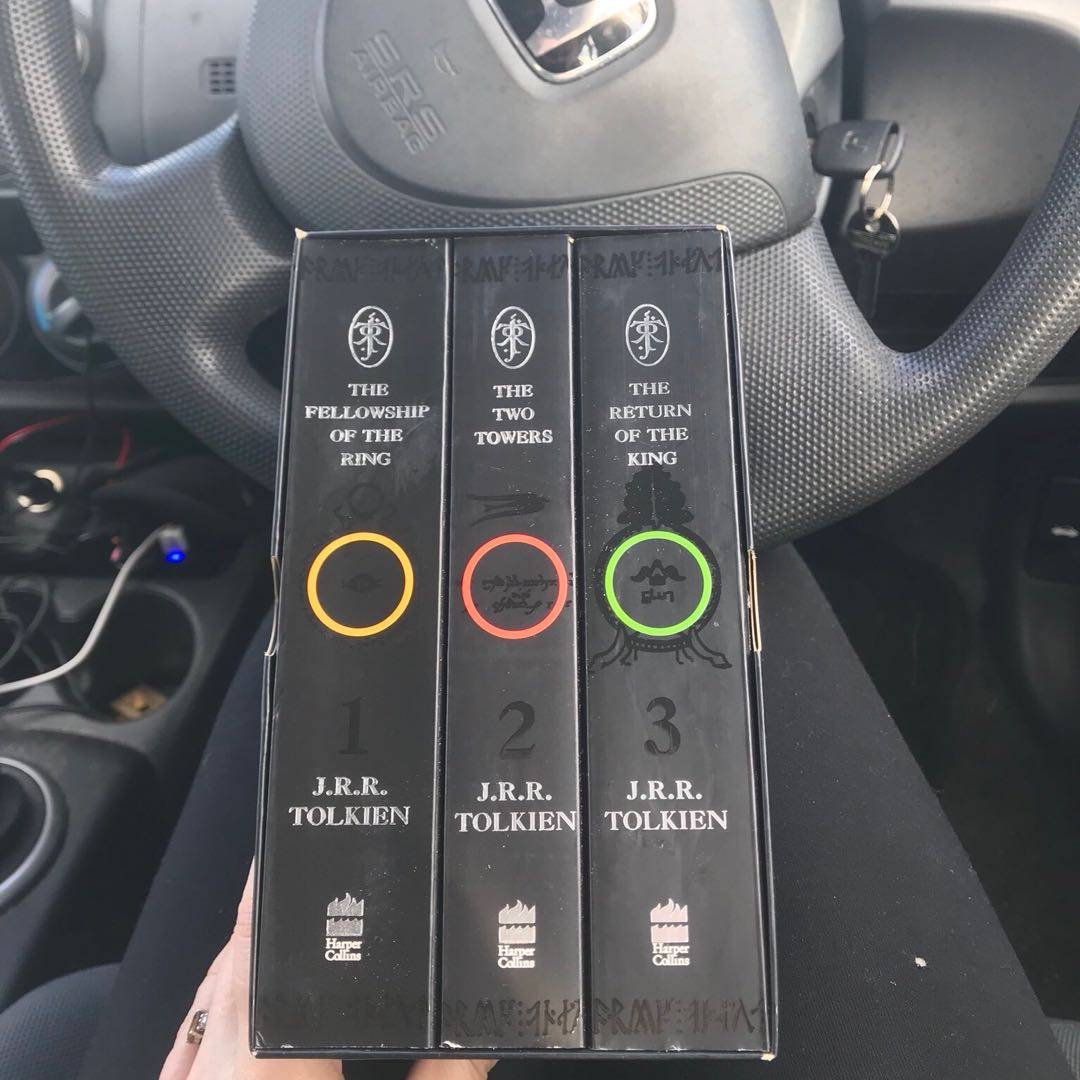 SRS
AIRBAG
THE
FELLOWSHIP
OF THE
RING
1
J.R.R.
TOLKIEN
Harper
Collins
THE
TWO
TOWERS
2
J.R.R.
TOLKIEN
Harper
Collins
THE
RETURN
OF THE
KING
3
J.R.R.
TOLKIEN
Harper
Collins